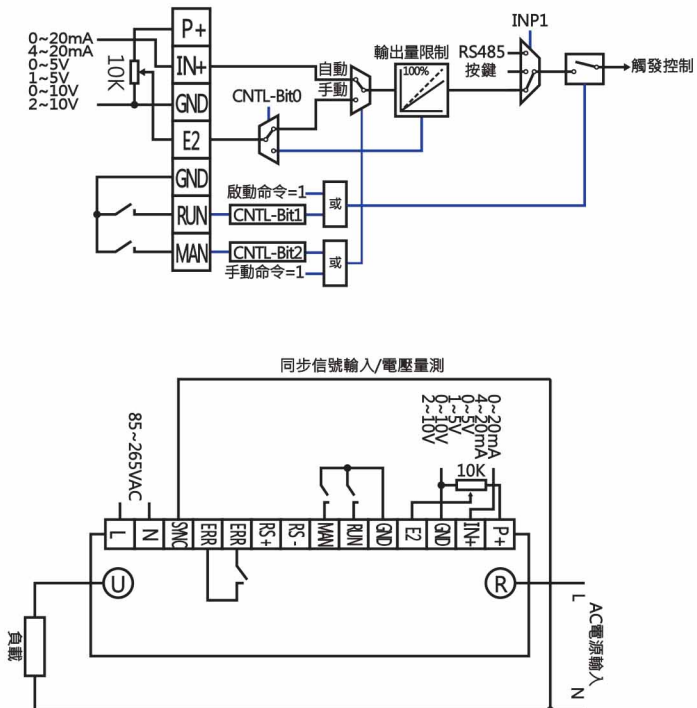 INP1
P+
0~20mA
4~20mA
0~5V
1~5V
0~10V
2~10V
10K
IN+
GND
E2
GND
RUN
MAN
CNTL-Bit0
自動
手動
輸出量限制
100%
RS485
按鍵
觸發控制
啟動命令=1
CNTL-Bit1
或
CNTL-Bit2
手動命令=1
或
同步信號輸入/電壓量測
85~265VAC
0~20mA
4~20mA
0~5V
1~5V
0~10V
2~10V
10K
L
N
SYNC
ERR
ERR
RS+
RS-
MAN
RUN
GND
E2
GND
IN+
P+
U
R
負載
L
AC電源輸入
N